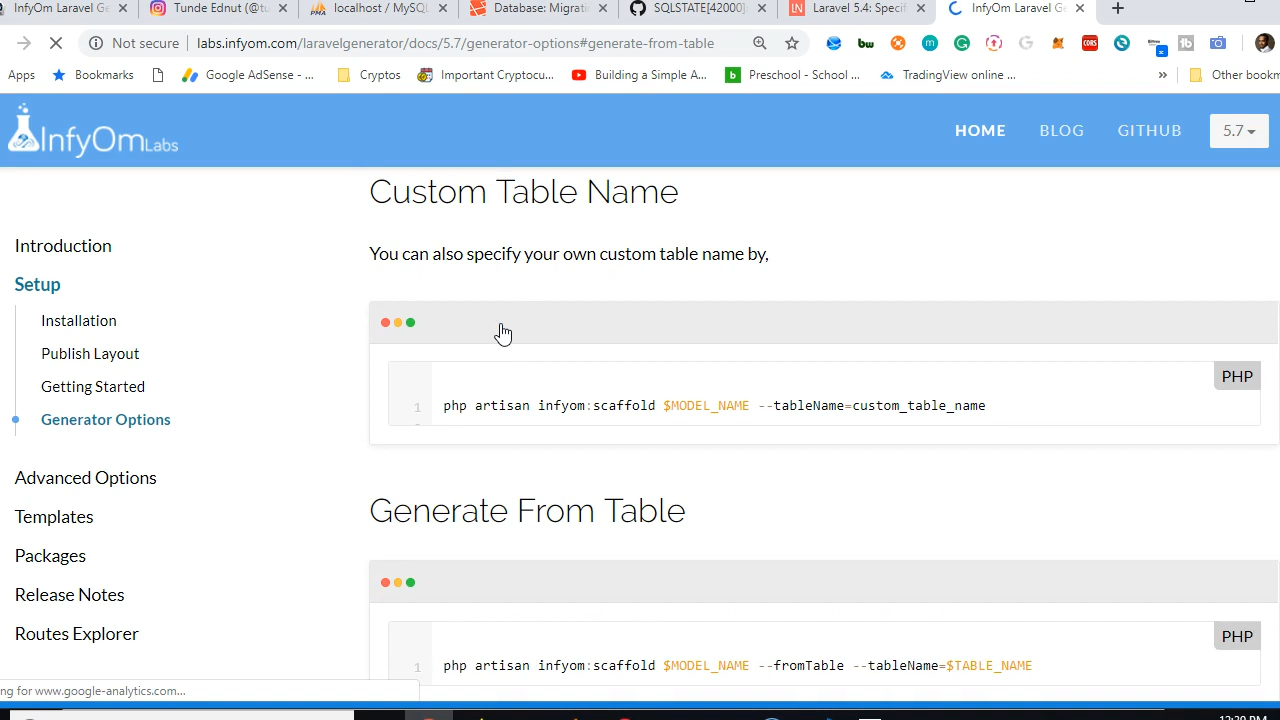 InfyOm Laravel Ge
Tunde Ednut (@tu
localhost / MySQL
Database: Migrati
SQLSTATE[42000]
Laravel 5.4: Specif
InfyOm Laravel Ge
Not secure
labs.infyom.com/laravelgenerator/docs/5.7/generator-options#generate-from-table
Apps
Bookmarks
Google AdSense - ...
Cryptos
Important Cryptocu...
Building a Simple A...
Preschool - School ...
TradingView online ...
»
Other bookm
InfyOmLabs
HOME
BLOG
GITHUB
5.7
Custom Table Name
Introduction
You can also specify your own custom table name by,
Setup
Installation
Publish Layout
Getting Started
Generator Options
Advanced Options
Templates
Packages
Release Notes
Routes Explorer
PHP
1 php artisan infyom:scaffold $MODEL_NAME --tableName=custom_table_name
Generate From Table
PHP
1 php artisan infyom:scaffold $MODEL_NAME --fromTable --tableName=$TABLE_NAME
ng for www.google-analytics.com...